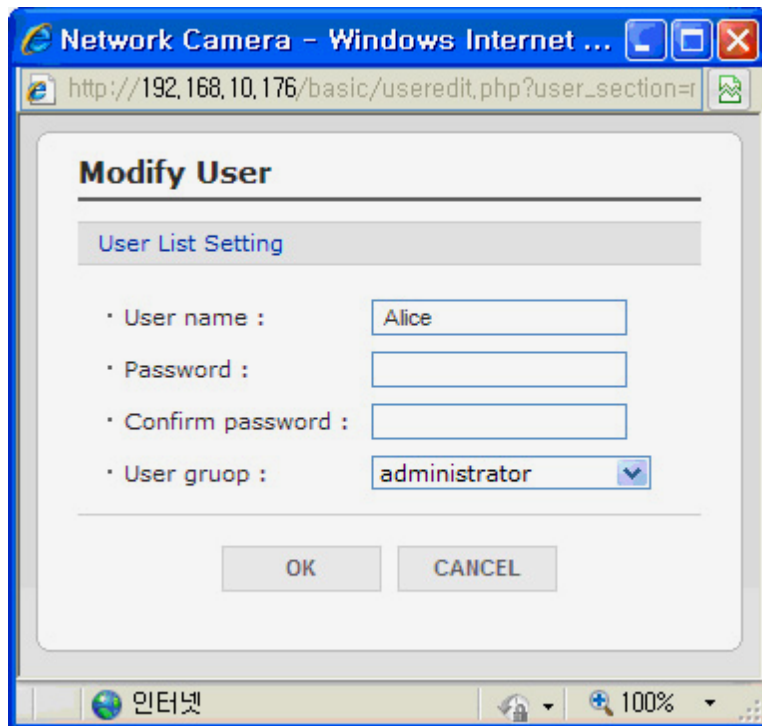 Network Camera - Windows Internet ...
http://192,168,10,176/basic/useredit,php?user_section=r
Modify User
User List Setting
· User name : Alice
· Password :
· Confirm password :
· User gruop : administrator
OK CANCEL
인터넷 100%